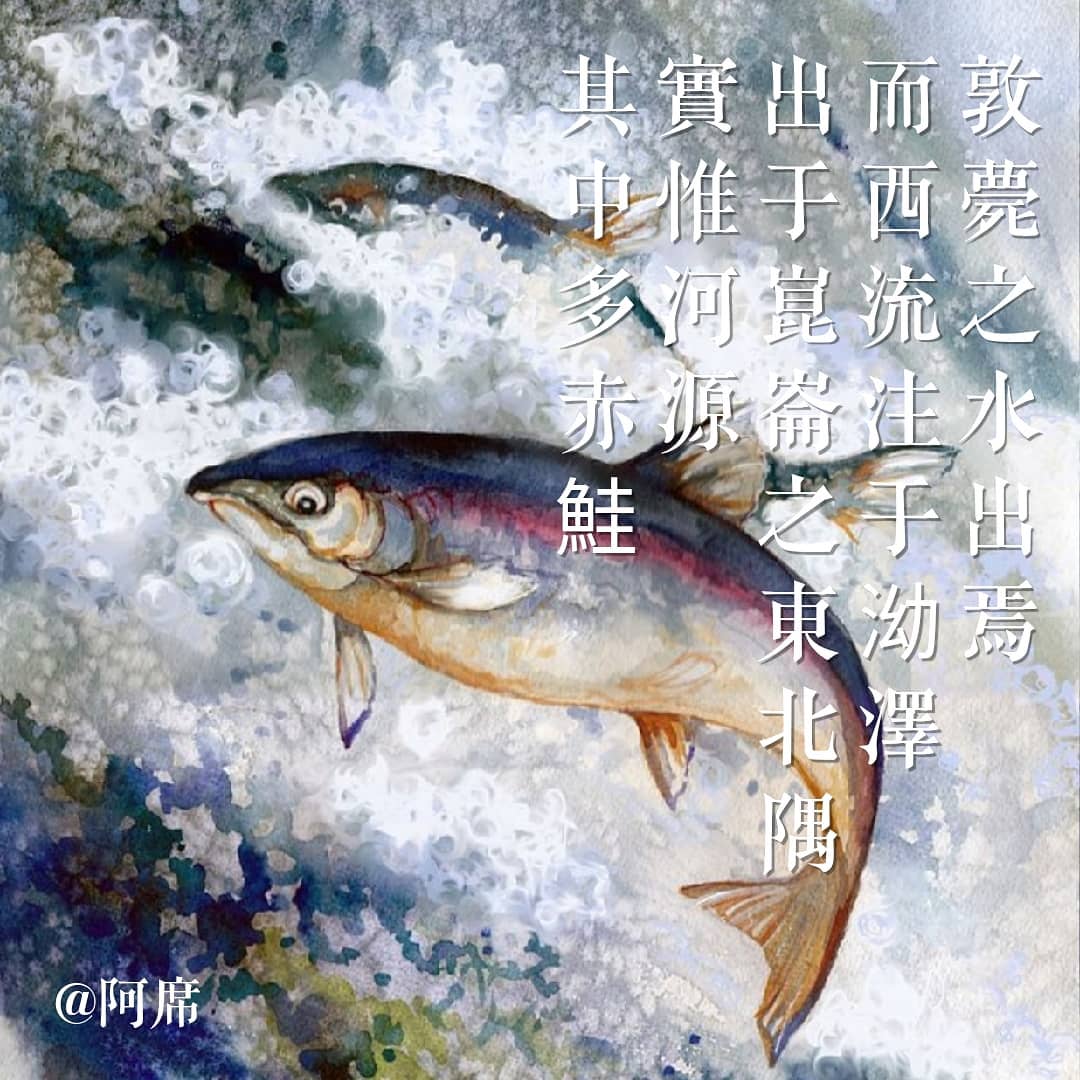 敦薨之水出焉
而西流注于泑澤
出于崑崙之東北隅
實惟河源
其中多赤鮭
@阿席